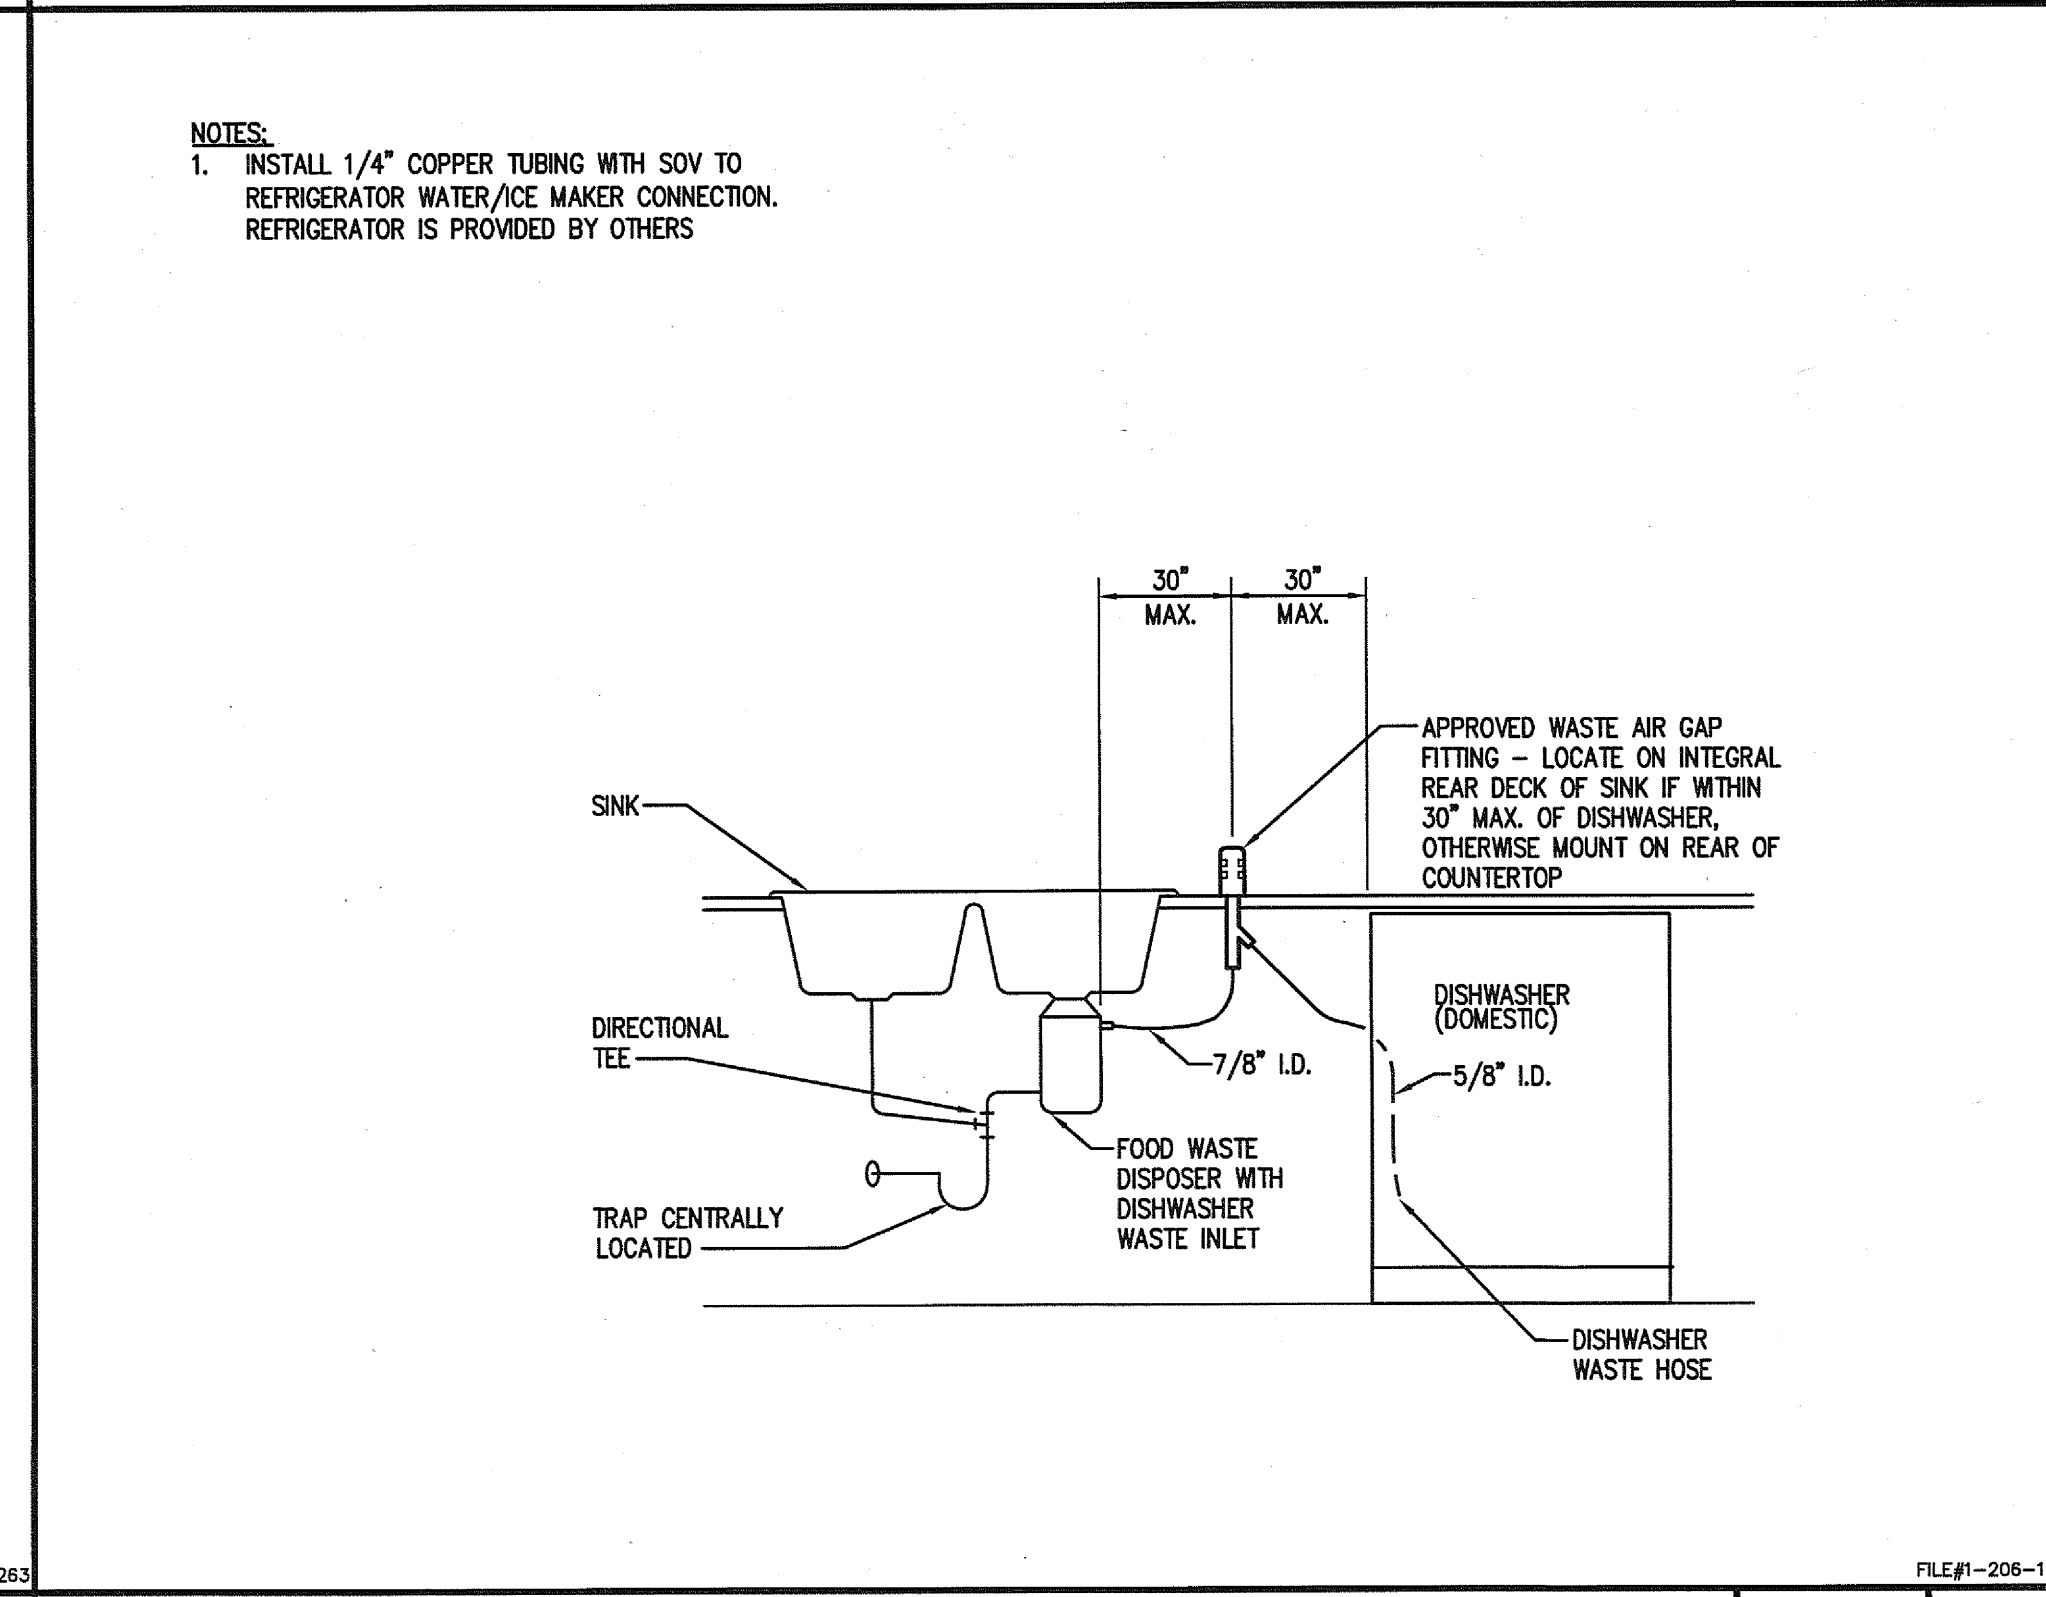 NOTES:
1. INSTALL 1/4" COPPER TUBING WITH SOV TO
REFRIGERATOR WATER/ICE MAKER CONNECTION.
REFRIGERATOR IS PROVIDED BY OTHERS
30" 30"
MAX. MAX.
APPROVED WASTE AIR GAP
FITTING - LOCATE ON INTEGRAL
REAR DECK OF SINK IF WITHIN
30" MAX. OF DISHWASHER,
OTHERWISE MOUNT ON REAR OF
COUNTERTOP
SINK
DISHWASHER
(DOMESTIC)
DIRECTIONAL
TEE
7/8" I.D.
5/8" I.D.
FOOD WASTE
DISPOSER WITH
DISHWASHER
WASTE INLET
TRAP CENTRALLY
LOCATED
DISHWASHER
WASTE HOSE
263
FILE#1-206-1